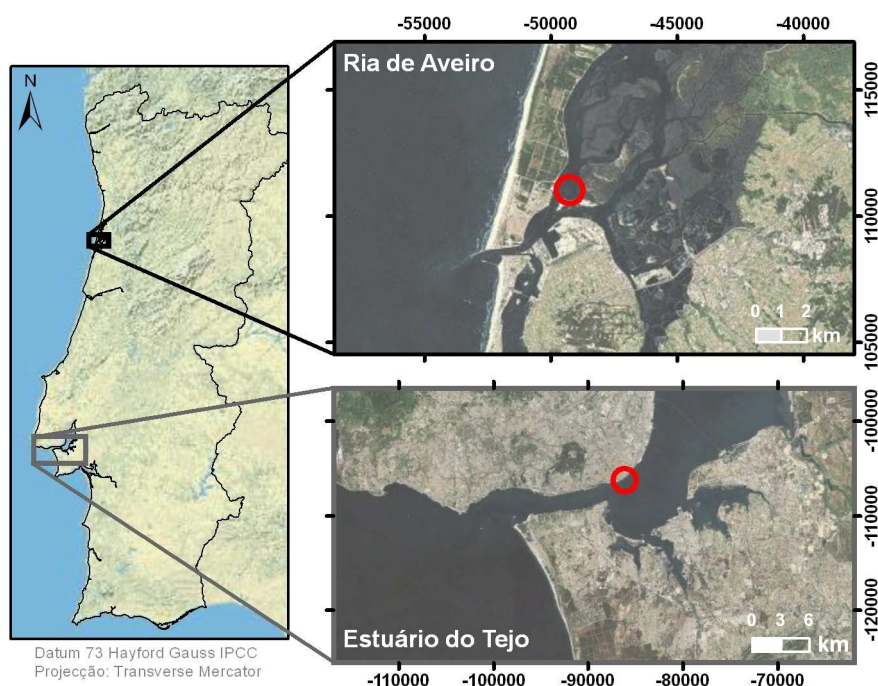 N
Datum 73 Hayford Gauss IPCC
Projecção: Transverse Mercator
-55000 -50000 -45000 -40000
Ria de Aveiro
115000
110000
105000
0 1 2
km
-100000
-110000
-120000
Estuário do Tejo
0 3 6
km
-110000 -100000 -90000 -80000 -70000